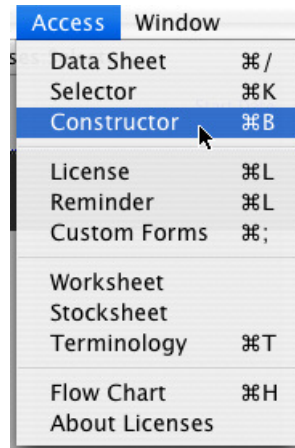 Access Window
Data Sheet ⌘/
Selector ⌘K
Constructor ⌘B
License ⌘L
Reminder ⌘L
Custom Forms ⌘;
Worksheet
Stocksheet
Terminology ⌘T
Flow Chart ⌘H
About Licenses